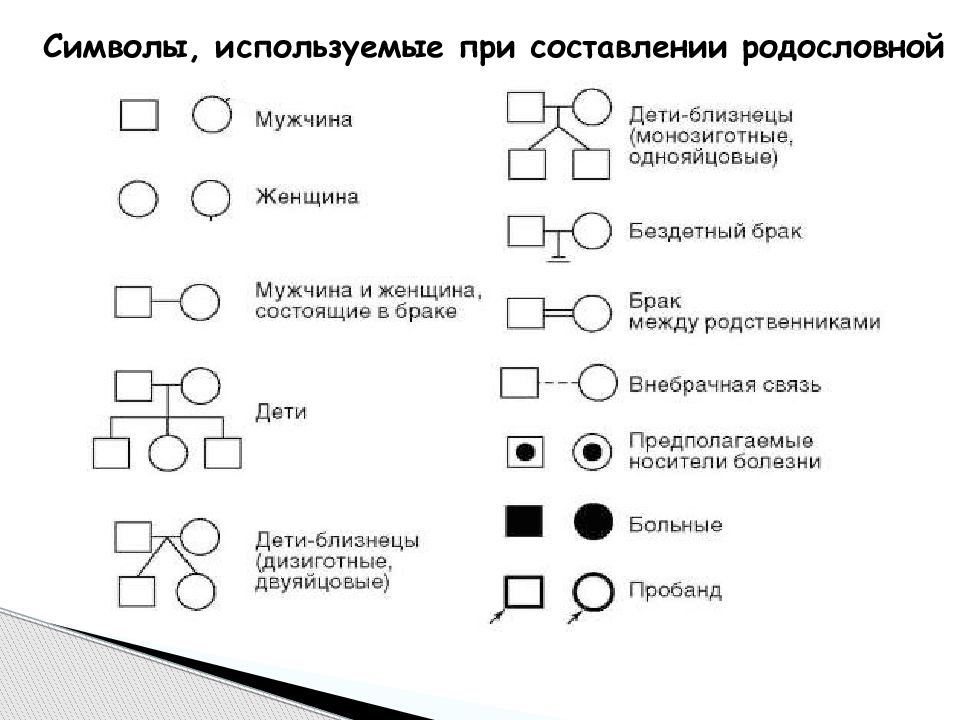 Символы, используемые при составлении родословной
Мужчина
Женщина
Мужчина и женщина,
состоящие в браке
Дети
Дети-близнецы
(дизиготные,
двуяйцовые)
Дети-близнецы
(монозиготные,
однояйцовые)
Бездетный брак
Брак
между родственниками
Внебрачная связь
Предполагаемые
носители болезни
Больные
Пробанд